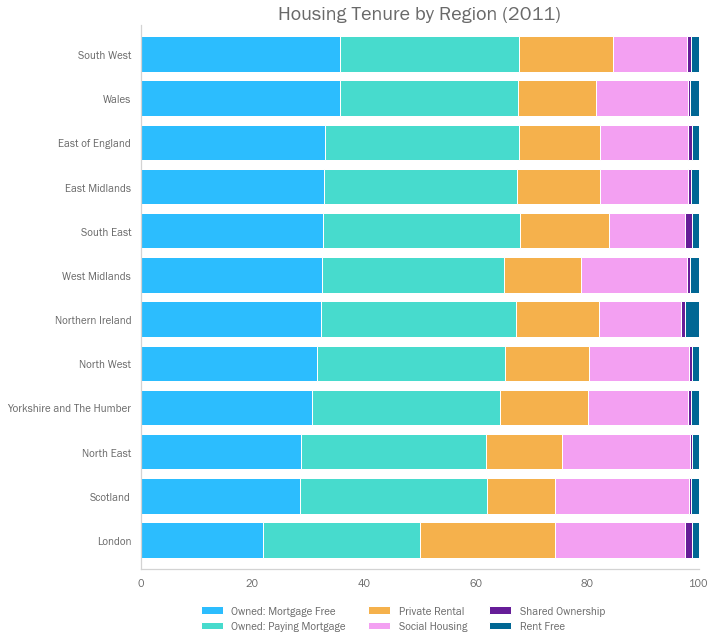 Housing Tenure by Region (2011)
South West
Wales
East of England
East Midlands
South East
West Midlands
Northern Ireland
North West
Yorkshire and The Humber
North East
Scotland
London
0 20 40 60 80 100
Owned: Mortgage Free Private Rental Shared Ownership
Owned: Paying Mortgage Social Housing Rent Free